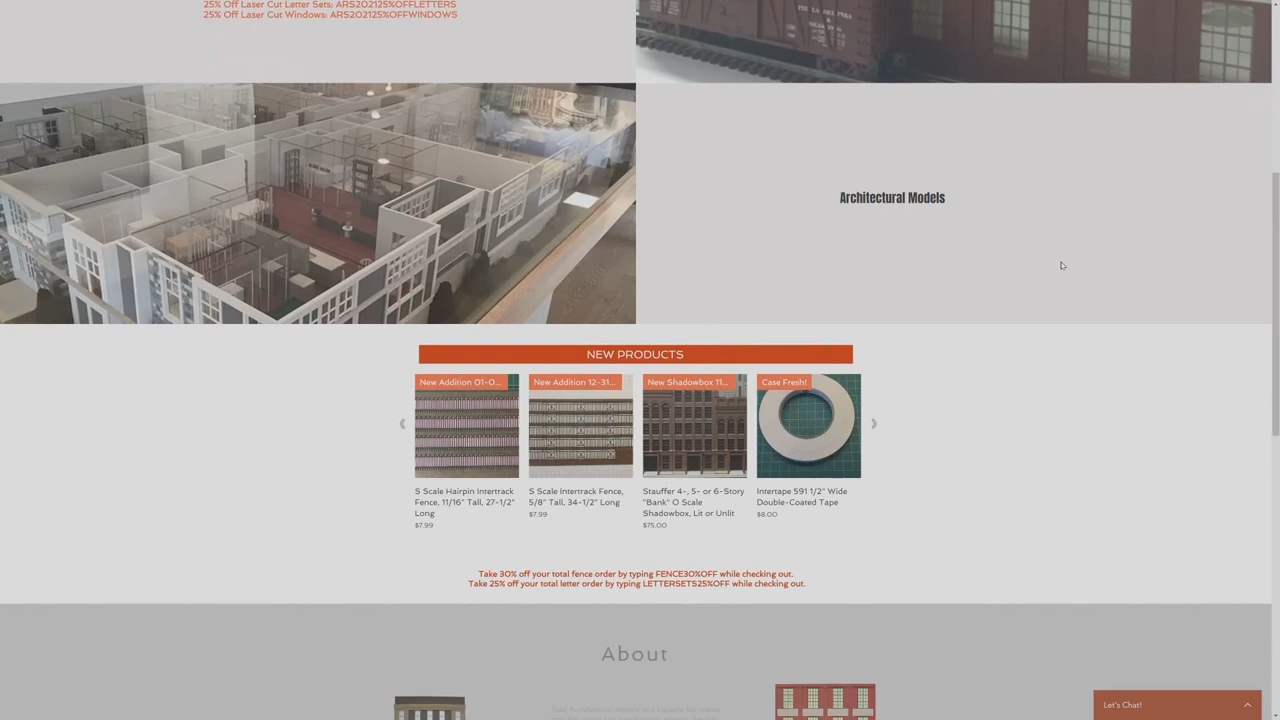 25% Off Laser Cut Letter Sets: ARS202125%OFFLETTERS
25% Off Laser Cut Windows: ARS202125%OFFWINDOWS
Architectural Models
NEW PRODUCTS
New Addition 01-0...
New Addition 12-31...
New Shadowbox 11...
Case Fresh!
S Scale Hairpin Intertrack
Fence, 11/16" Tall, 27-1/2"
Long
$7.99
S Scale Intertrack Fence,
5/8" Tall, 34-1/2" Long
$7.99
Stauffer 4-, 5- or 6-Story
"Bank" O Scale
Shadowbox, Lit or Unlit
$75.00
Intertape 591 1/2" Wide
Double-Coated Tape
$8.00
Take 30% off your total fence order by typing FENCE30%OFF while checking out.
Take 25% off your total letter order by typing LETTERSETS25%OFF while checking out.
About
Let's Chat!